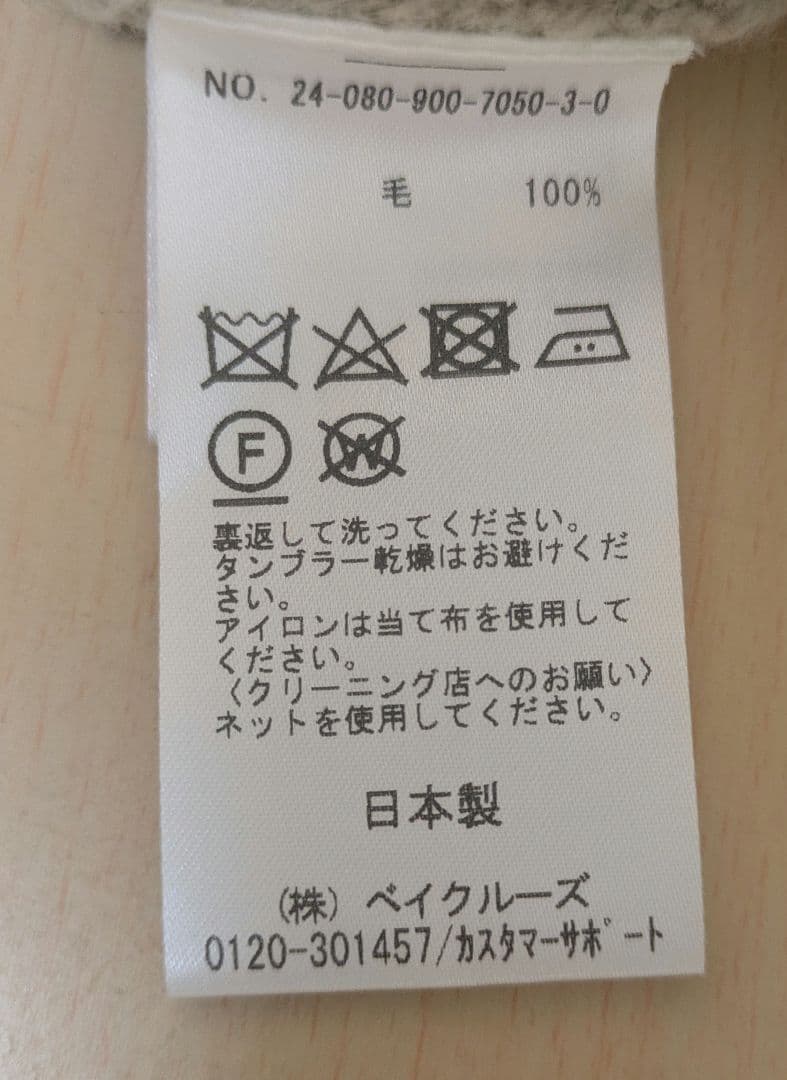 NO. 24-080-900-7050-3-0
毛 100%
F W
裏返して洗ってください。
タンブラー乾燥はお避けくだ
さい。
アイロンは当て布を使用して
ください。
〈クリーニング店へのお願い〉
ネットを使用してください。
日本製
(株) ベイクルーズ
0120-301457/カスタマーサポート